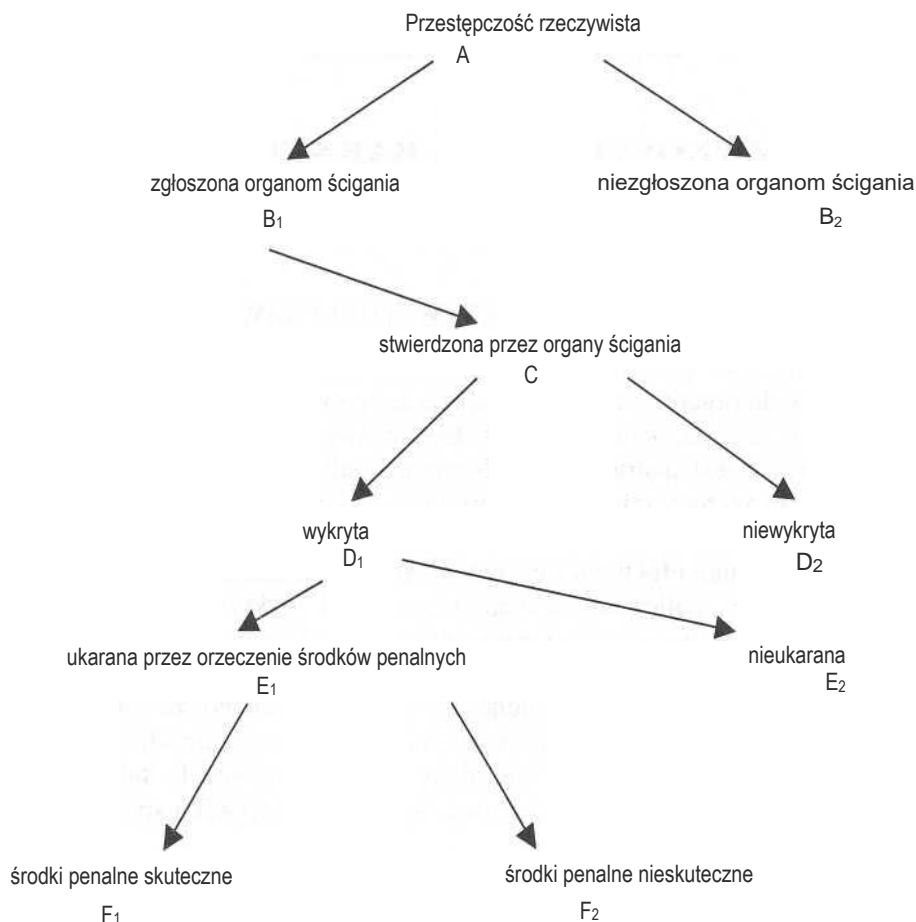 Przestępczość rzeczywista
A
zgłoszona organom ścigania
B1
niezgłoszona organom ścigania
B2
stwierdzona przez organy ścigania
C
wykryta
D1
niewykryta
D2
ukarana przez orzeczenie środków penalnych
E1
nieukarana
E2
środki penalne skuteczne
F1
środki penalne nieskuteczne
F2